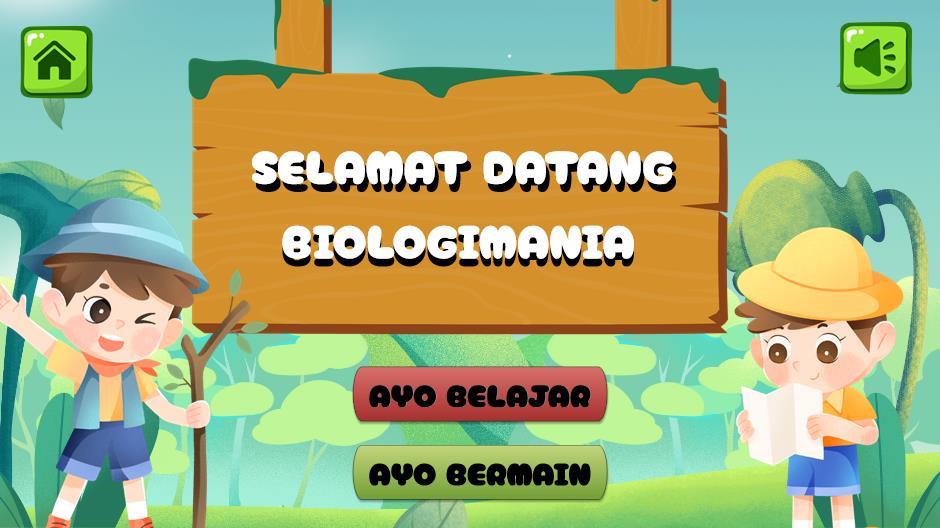 SELAMAT DATANG
BIOLOGIMANIA
AYO BELAJAR
AYO BERMAIN